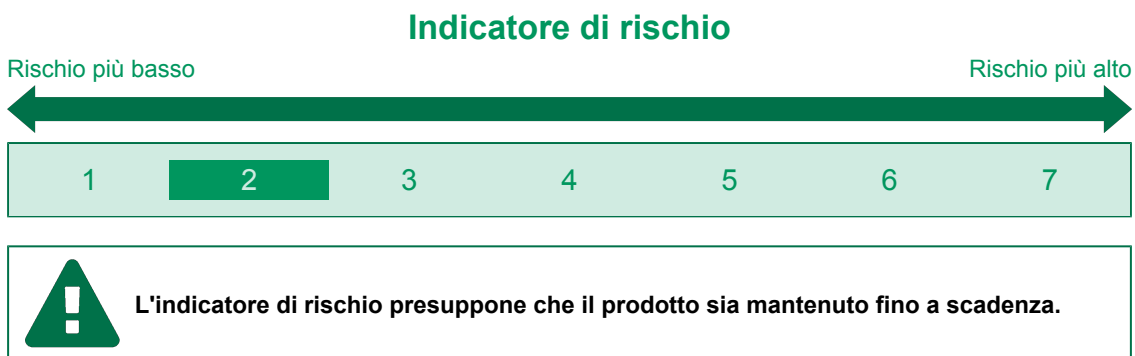 Indicatore di rischio
Rischio più basso Rischio più alto
1 2 3 4 5 6 7
L'indicatore di rischio presuppone che il prodotto sia mantenuto fino a scadenza.